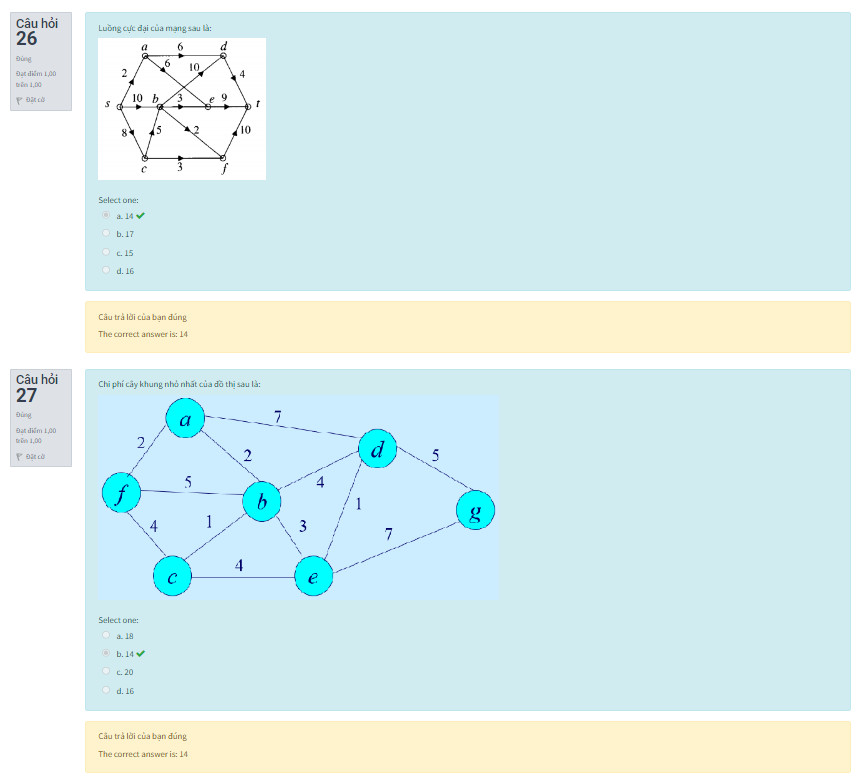 Câu hỏi
26
Đúng
Đạt điểm 1,00
trên 1,00
Đặt cờ
Luồng cực đại của mạng sau là:
a 6 d
6 10
2 4
s 10 b 3 e 9 t
8 5 2 10
c 3 f
Select one:
a. 14
b. 17
c. 15
d. 16
Câu trả lời của bạn đúng
The correct answer is: 14
Câu hỏi
27
Đúng
Đạt điểm 1,00
trên 1,00
Đặt cờ
Chi phí cây khung nhỏ nhất của đồ thị sau là:
a 7
2 2 d 5
f 5 b 4
4 1 3 1 7 g
c 4 e
Select one:
a. 18
b. 14
c. 20
d. 16
Câu trả lời của bạn đúng
The correct answer is: 14